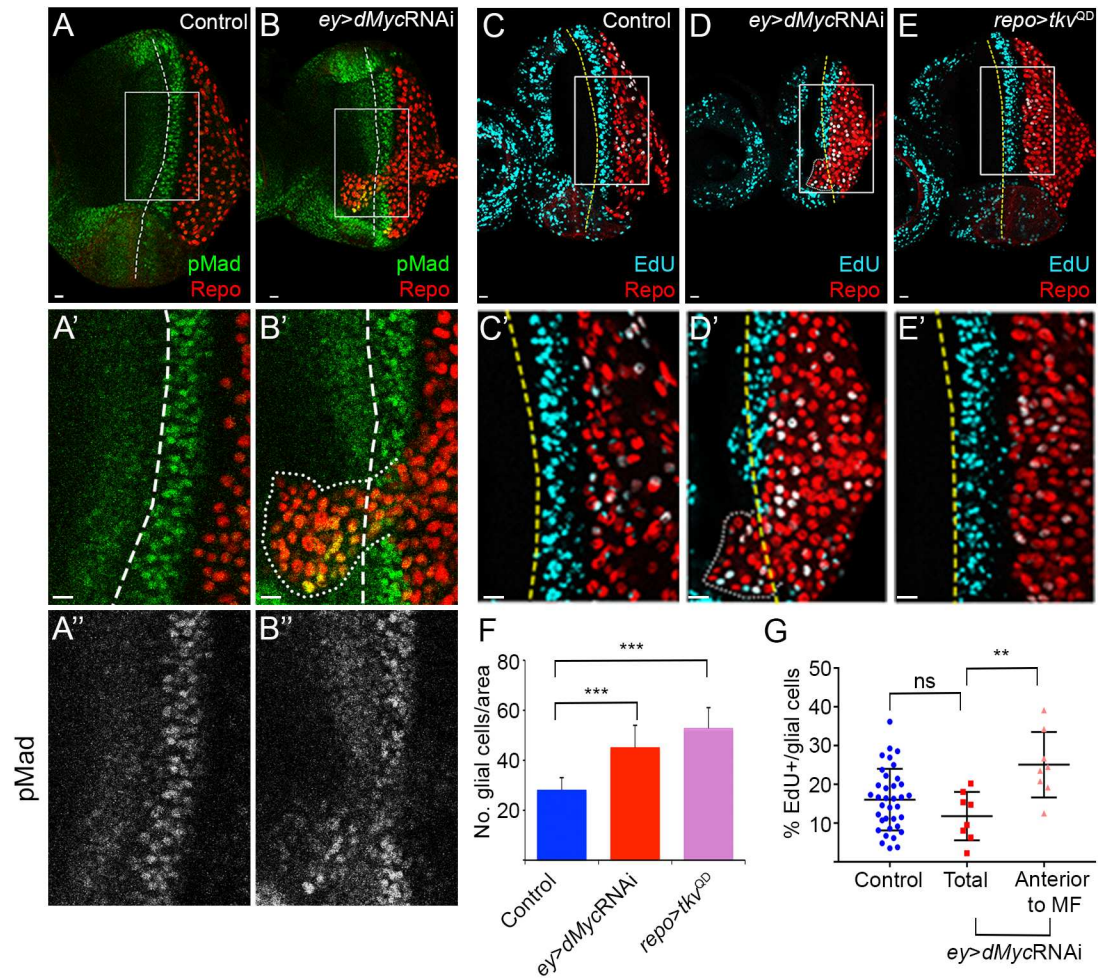 A Control
pMad
Repo
B ey>dMycRNAi
pMad
Repo
C Control
EdU
Repo
D ey>dMycRNAi
EdU
Repo
E repo>tkvQD
EdU
Repo
A'
B'
C'
D'
E'
A''
B''
pMad
F
80
60
40
20
No. glial cells/area
***
***
Control
ey>dMycRNAi
repo>tkvQD
G
50
40
30
20
10
% EdU+/glial cells
ns
**
Control
Total
Anterior
to MF
ey>dMycRNAi